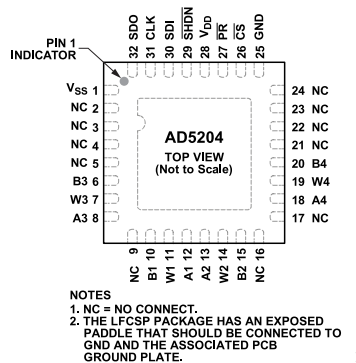 32 SDO
31 CLK
30 SDI
29 SHDN
28 VDD
27 PR
26 CS
25 GND
PIN 1
INDICATOR
VSS 1
NC 2
NC 3
NC 4
NC 5
B3 6
W3 7
A3 8
AD5204
TOP VIEW
(Not to Scale)
24 NC
23 NC
22 NC
21 NC
20 B4
19 W4
18 A4
17 NC
NC 9
B1 10
W1 11
A1 12
A2 13
W2 14
B2 15
NC 16
NOTES
1. NC = NO CONNECT.
2. THE LFCSP PACKAGE HAS AN EXPOSED
PADDLE THAT SHOULD BE CONNECTED TO
GND AND THE ASSOCIATED PCB
GROUND PLATE.